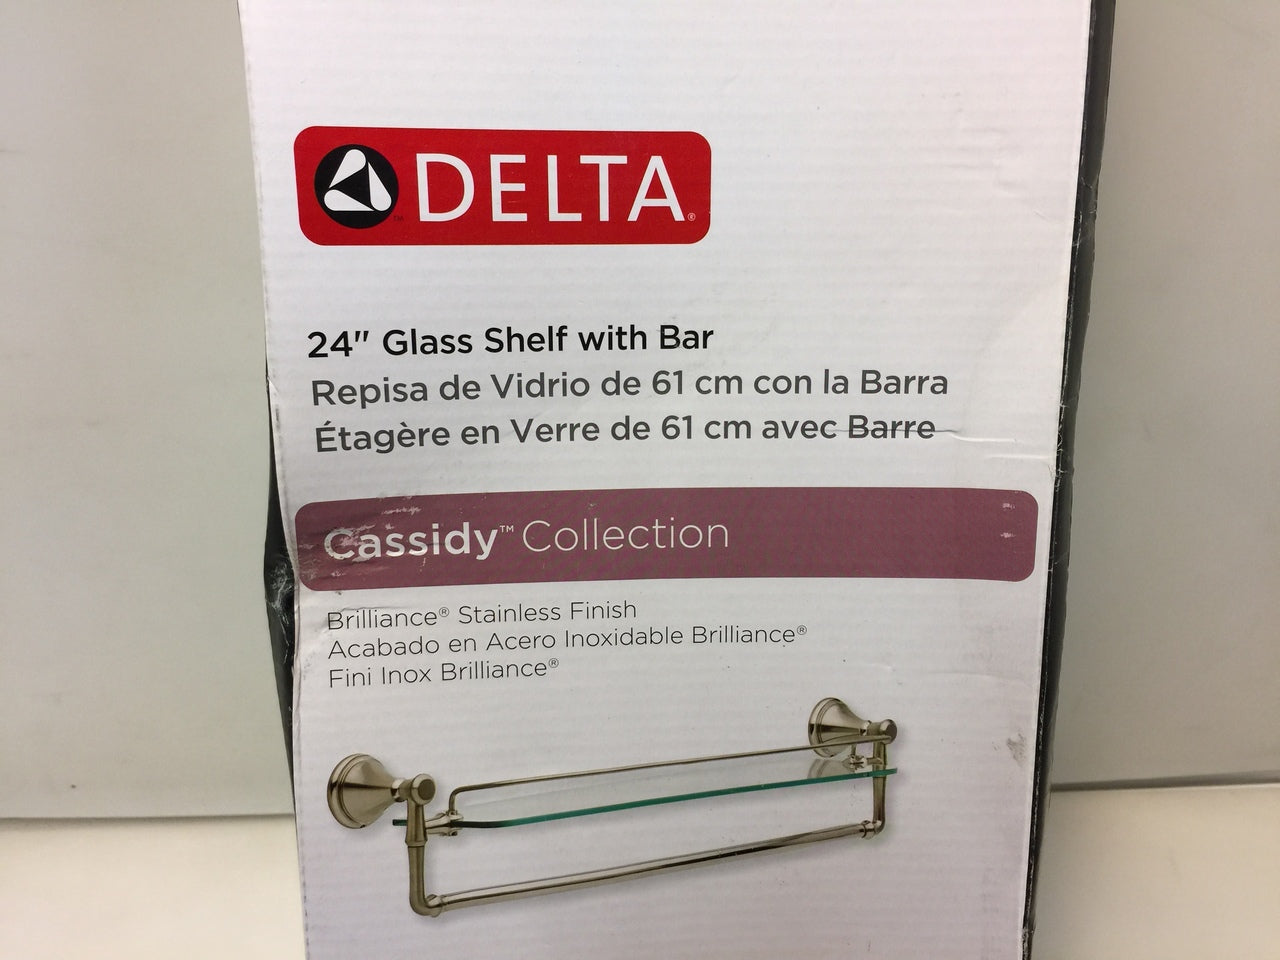 DELTA®
24" Glass Shelf with Bar
Repisa de Vidrio de 61 cm con la Barra
Étagère en Verre de 61 cm avec Barre
Cassidy™ Collection
Brilliance® Stainless Finish
Acabado en Acero Inoxidable Brilliance®
Fini Inox Brilliance®